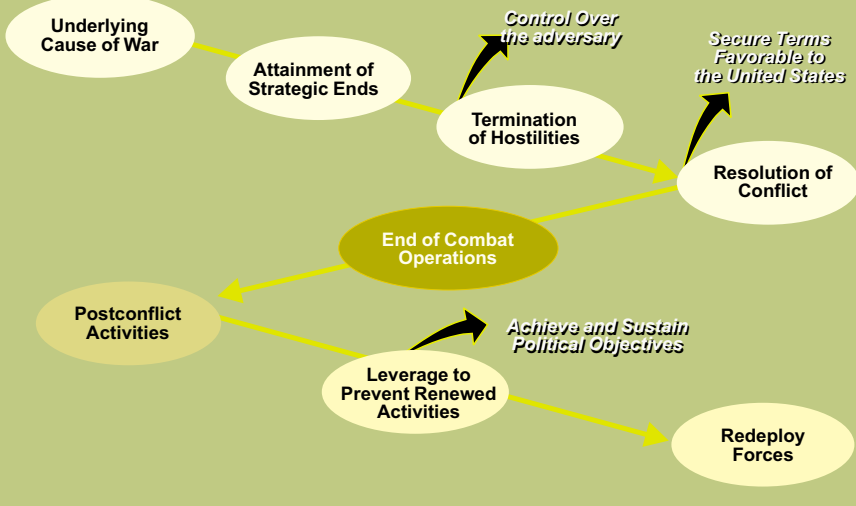 Underlying
Cause of War
Attainment of
Strategic Ends
Control Over
the adversary
Termination
of Hostilities
Secure Terms
Favorable to
the United States
Resolution of
Conflict
End of Combat
Operations
Postconflict
Activities
Achieve and Sustain
Political Objectives
Leverage to
Prevent Renewed
Activities
Redeploy
Forces